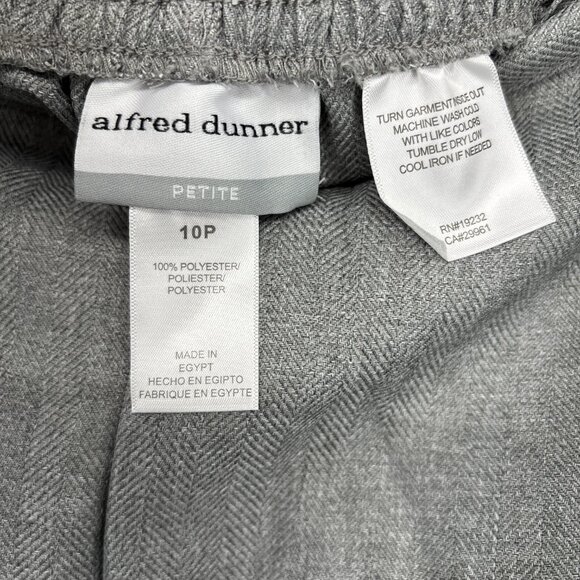 alfred dunner
PETITE
10P
100% POLYESTER/
POLIESTER/
POLYESTER
MADE IN
EGYPT
HECHO EN EGIPTO
FABRIQUE EN EGYPTE
TURN GARMENT INSIDE OUT
MACHINE WASH COLD
WITH LIKE COLORS
TUMBLE DRY LOW
COOL IRON IF NEEDED
RN#19232
CA#29961